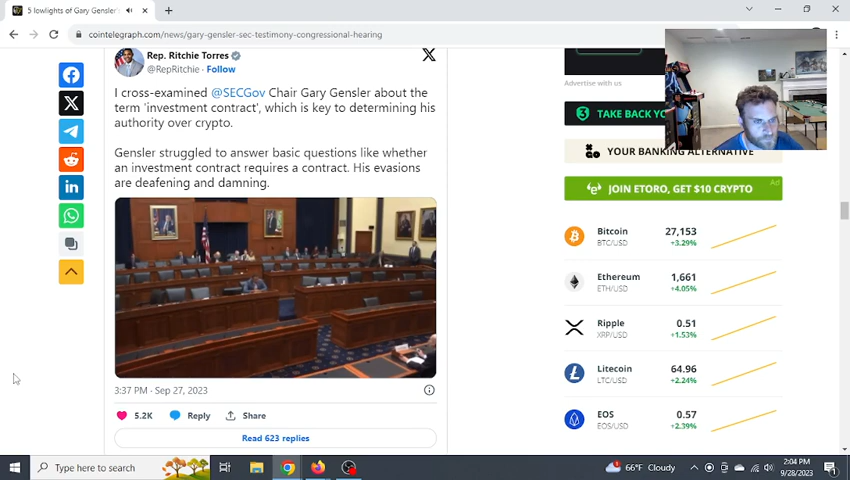 5 lowlights of Gary Gensler'
cointelegraph.com/news/gary-gensler-sec-testimony-congressional-hearing
Rep. Ritchie Torres
@RepRitchie · Follow
I cross-examined @SECGov Chair Gary Gensler about the
term 'investment contract', which is key to determining his
authority over crypto.
Gensler struggled to answer basic questions like whether
an investment contract requires a contract. His evasions
are deafening and damning.
3:37 PM · Sep 27, 2023
5.2K
Reply
Share
Read 623 replies
Advertise with us
TAKE BACK
YOUR BANKING ALTERNATIVE
JOIN ETORO, GET $10 CRYPTO
Ad
Bitcoin 27,153
BTC/USD +3.29%
Ethereum 1,661
ETH/USD +4.05%
Ripple 0.51
XRP/USD +1.53%
Litecoin 64.96
LTC/USD +2.24%
EOS 0.57
EOS/USD +2.39%
Type here to search
66°F Cloudy
2:04 PM
9/28/2023